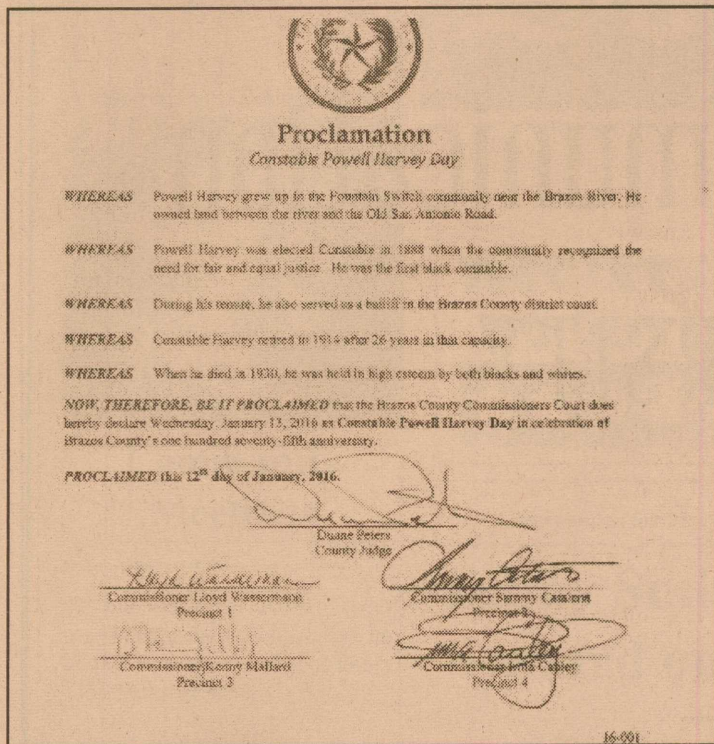 Proclamation
Constable Powell Harvey Day
WHEREAS Powell Harvey grew up in the Fountain Switch community near the Brazos River. He
owned land between the river and the Old San Antonio Road.
WHEREAS Powell Harvey was elected Constable in 1888 when the community recognized the
need for fair and equal justice. He was the first black constable.
WHEREAS During his tenure, he also served as a bailiff in the Brazos County district court.
WHEREAS Constable Harvey retired in 1914 after 26 years in that capacity.
WHEREAS When he died in 1930, he was held in high esteem by both blacks and whites.
NOW, THEREFORE, BE IT PROCLAIMED that the Brazos County Commissioners Court does
hereby declare Wednesday, January 13, 2016 as Constable Powell Harvey Day in celebration of
Brazos County's one hundred seventy-fifth anniversary.
PROCLAIMED this 12th day of January, 2016.
Duane Peters
County Judge
Lloyd Wassermann
Commissioner Lloyd Wassermann
Precinct 1
Commissioner Sammy Catalena
Precinct 2
Commissioner Kenny Mallard
Precinct 3
Irma Cauley
Commissioner Irma Cauley
Precinct 4
16-001